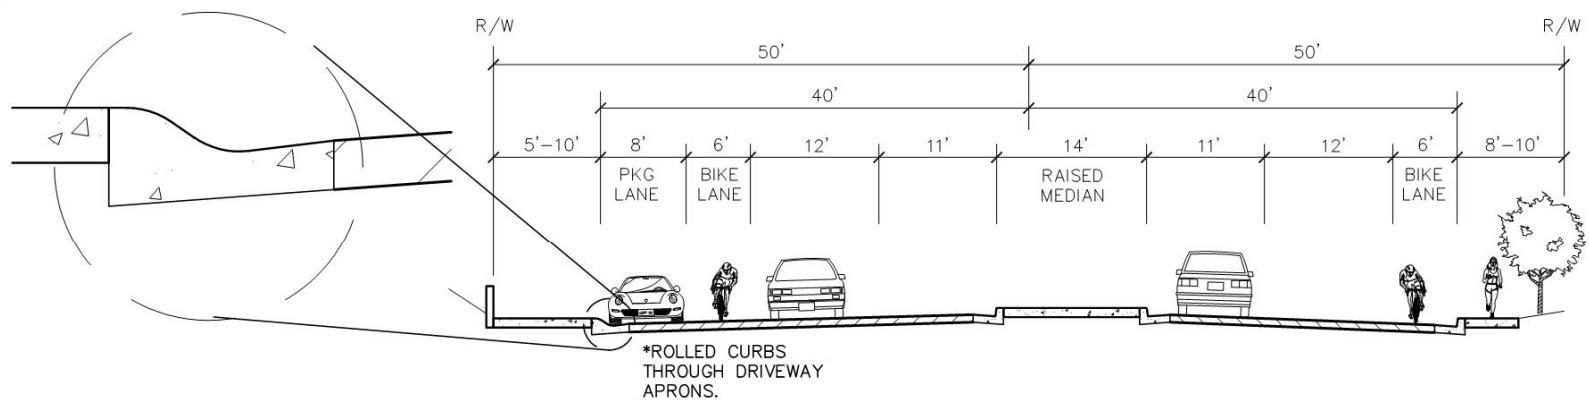 R/W
R/W
50'
50'
40'
40'
5'-10'
8'
6'
12'
11'
14'
11'
12'
6'
8'-10'
PKG
LANE
BIKE
LANE
RAISED
MEDIAN
BIKE
LANE
*ROLLED CURBS
THROUGH DRIVEWAY
APRONS.